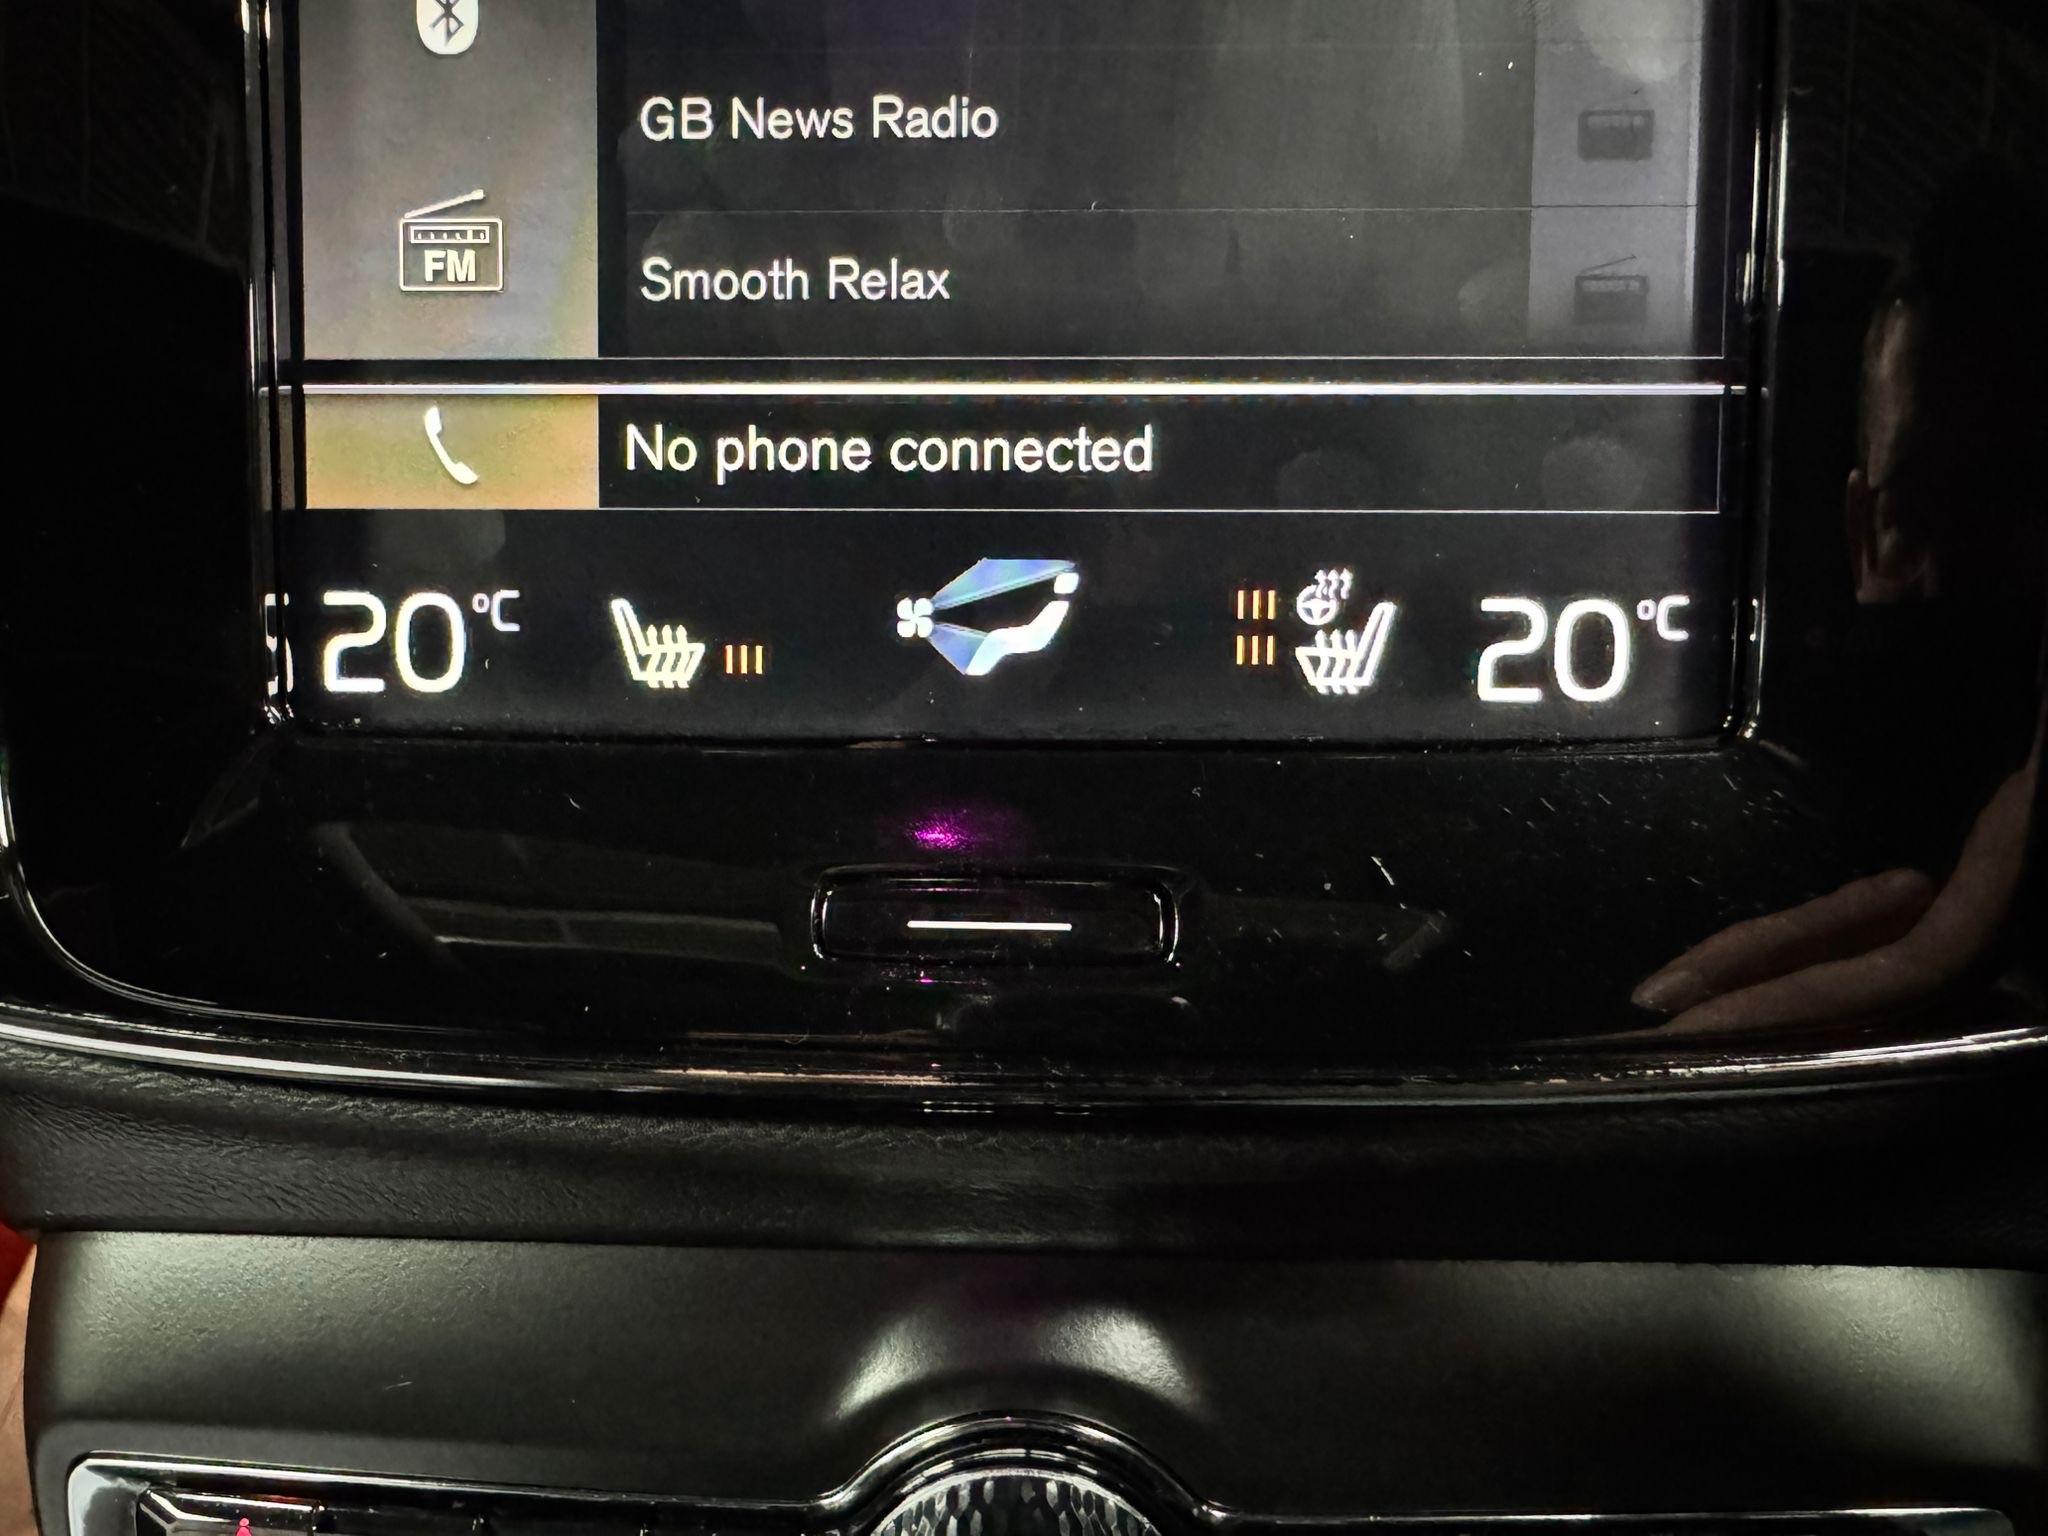 GB News Radio
FM
Smooth Relax
No phone connected
20°C 20°C